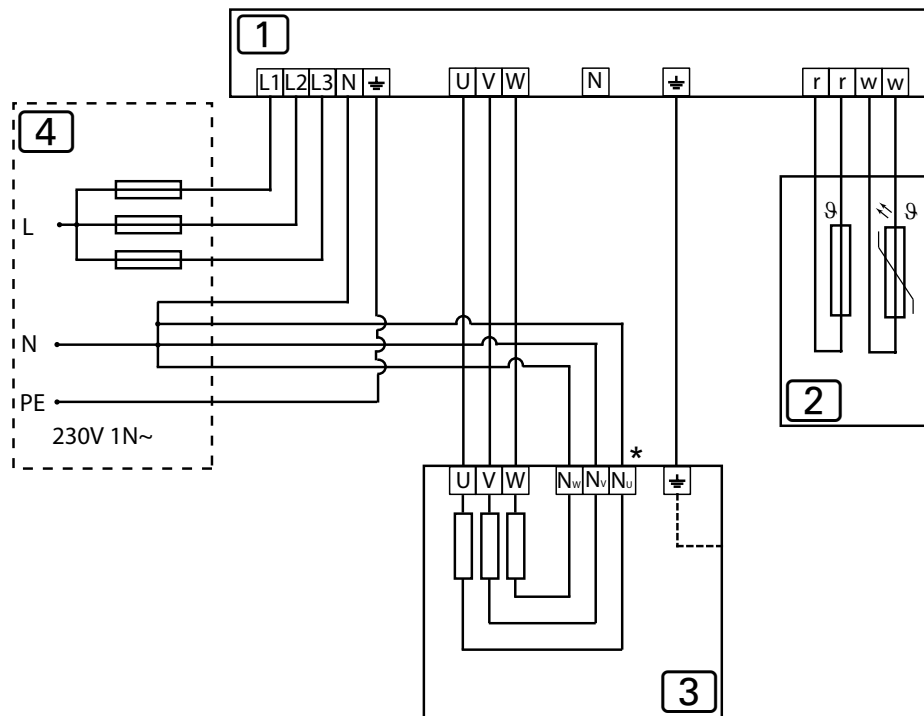 1
L1 L2 L3 N ⏚ U V W N ⏚ r r w w
4
L
ϑ ϑ
N
PE
2
230V 1N~
*
U V W Nw Nv Nu ⏚
3